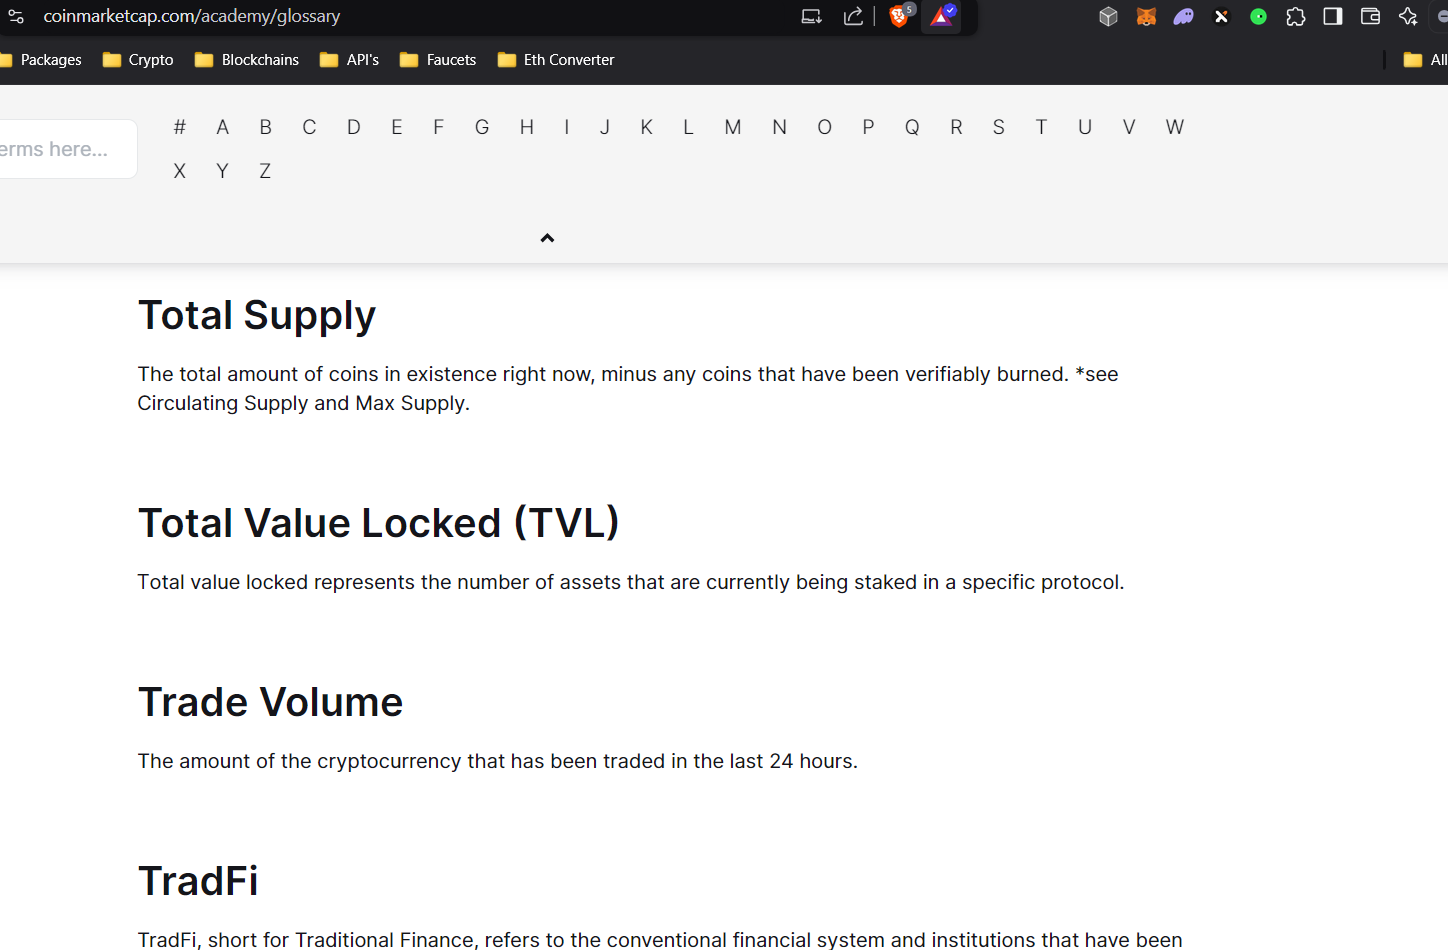 coinmarketcap.com/academy/glossary
5
Packages Crypto Blockchains API's Faucets Eth Converter All
erms here...
# A B C D E F G H I J K L M N O P Q R S T U V W
X Y Z
Total Supply
The total amount of coins in existence right now, minus any coins that have been verifiably burned. *see
Circulating Supply and Max Supply.
Total Value Locked (TVL)
Total value locked represents the number of assets that are currently being staked in a specific protocol.
Trade Volume
The amount of the cryptocurrency that has been traded in the last 24 hours.
TradFi
TradFi, short for Traditional Finance, refers to the conventional financial system and institutions that have been